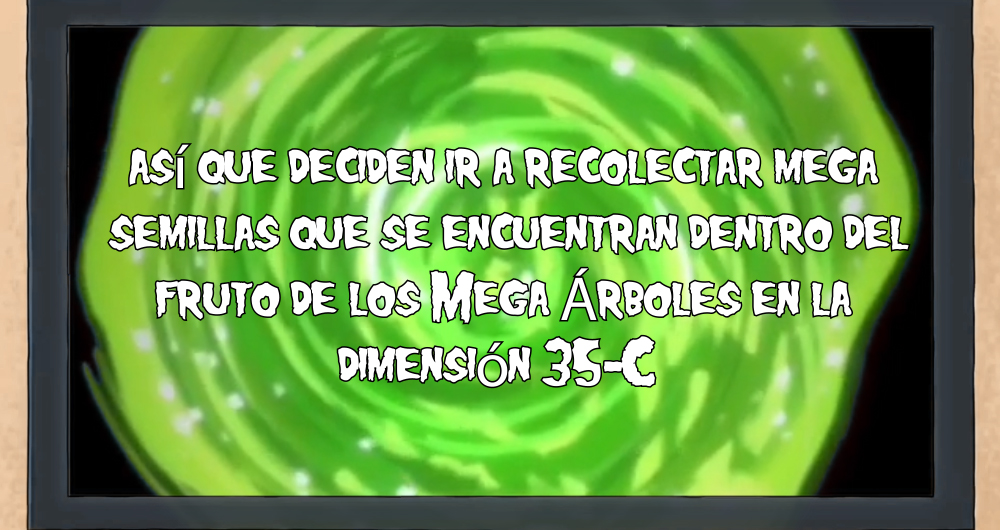 así que deciden ir a recolectar mega
semillas que se encuentran dentro del
fruto de los Mega Árboles en la
dimensión 35-C